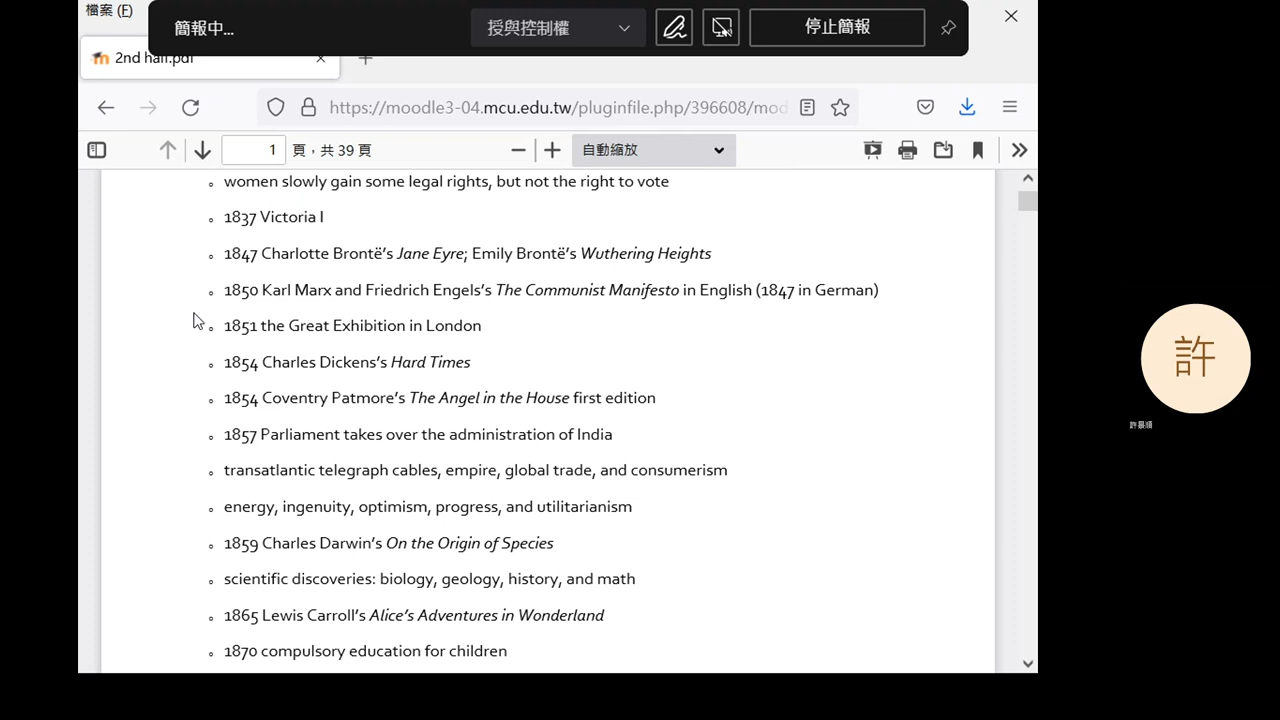 檔案 (F)
簡報中...
授與控制權
停止簡報
2nd half.pdf
https://moodle3-04.mcu.edu.tw/pluginfile.php/396608/mod
1 頁，共 39 頁
自動縮放
women slowly gain some legal rights, but not the right to vote
1837 Victoria I
1847 Charlotte Brontë's Jane Eyre; Emily Brontë's Wuthering Heights
1850 Karl Marx and Friedrich Engels's The Communist Manifesto in English (1847 in German)
1851 the Great Exhibition in London
1854 Charles Dickens's Hard Times
1854 Coventry Patmore's The Angel in the House first edition
1857 Parliament takes over the administration of India
transatlantic telegraph cables, empire, global trade, and consumerism
energy, ingenuity, optimism, progress, and utilitarianism
1859 Charles Darwin's On the Origin of Species
scientific discoveries: biology, geology, history, and math
1865 Lewis Carroll's Alice's Adventures in Wonderland
1870 compulsory education for children
許
許景順